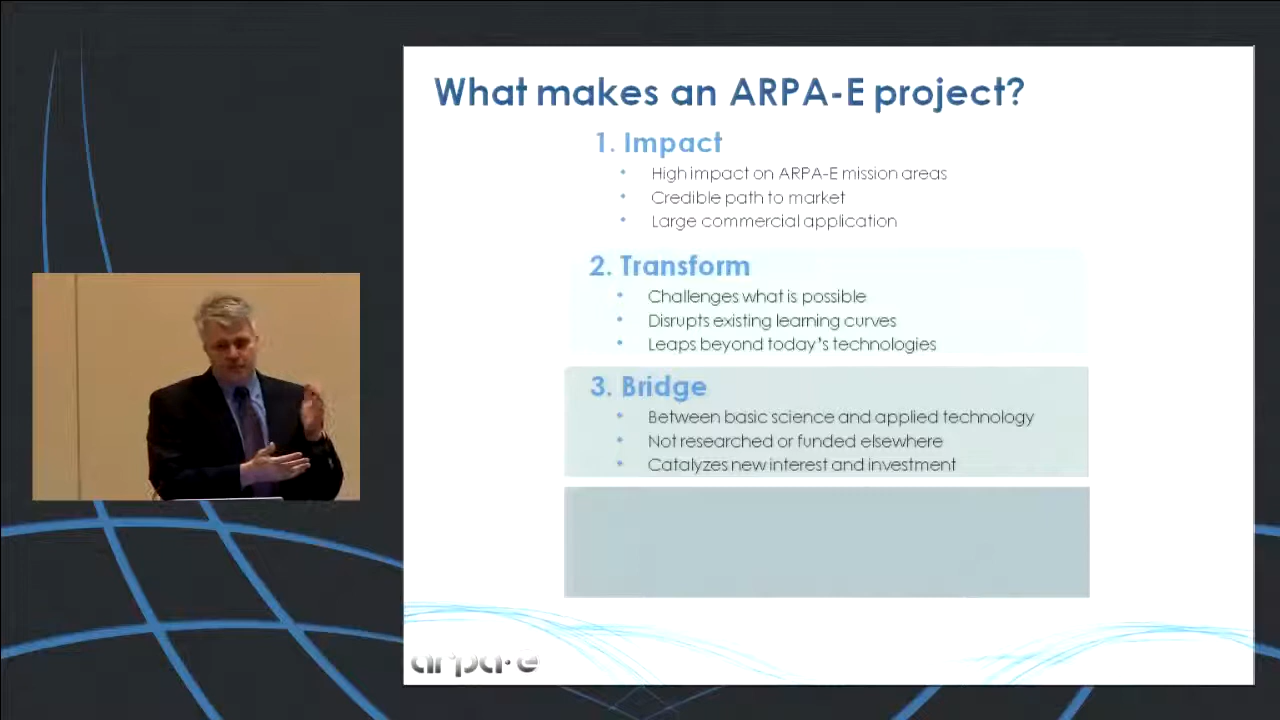 What makes an ARPA-E project?
1. Impact
• High impact on ARPA-E mission areas
• Credible path to market
• Large commercial application
2. Transform
• Challenges what is possible
• Disrupts existing learning curves
• Leaps beyond today's technologies
3. Bridge
• Between basic science and applied technology
• Not researched or funded elsewhere
• Catalyzes new interest and investment
arpa·e